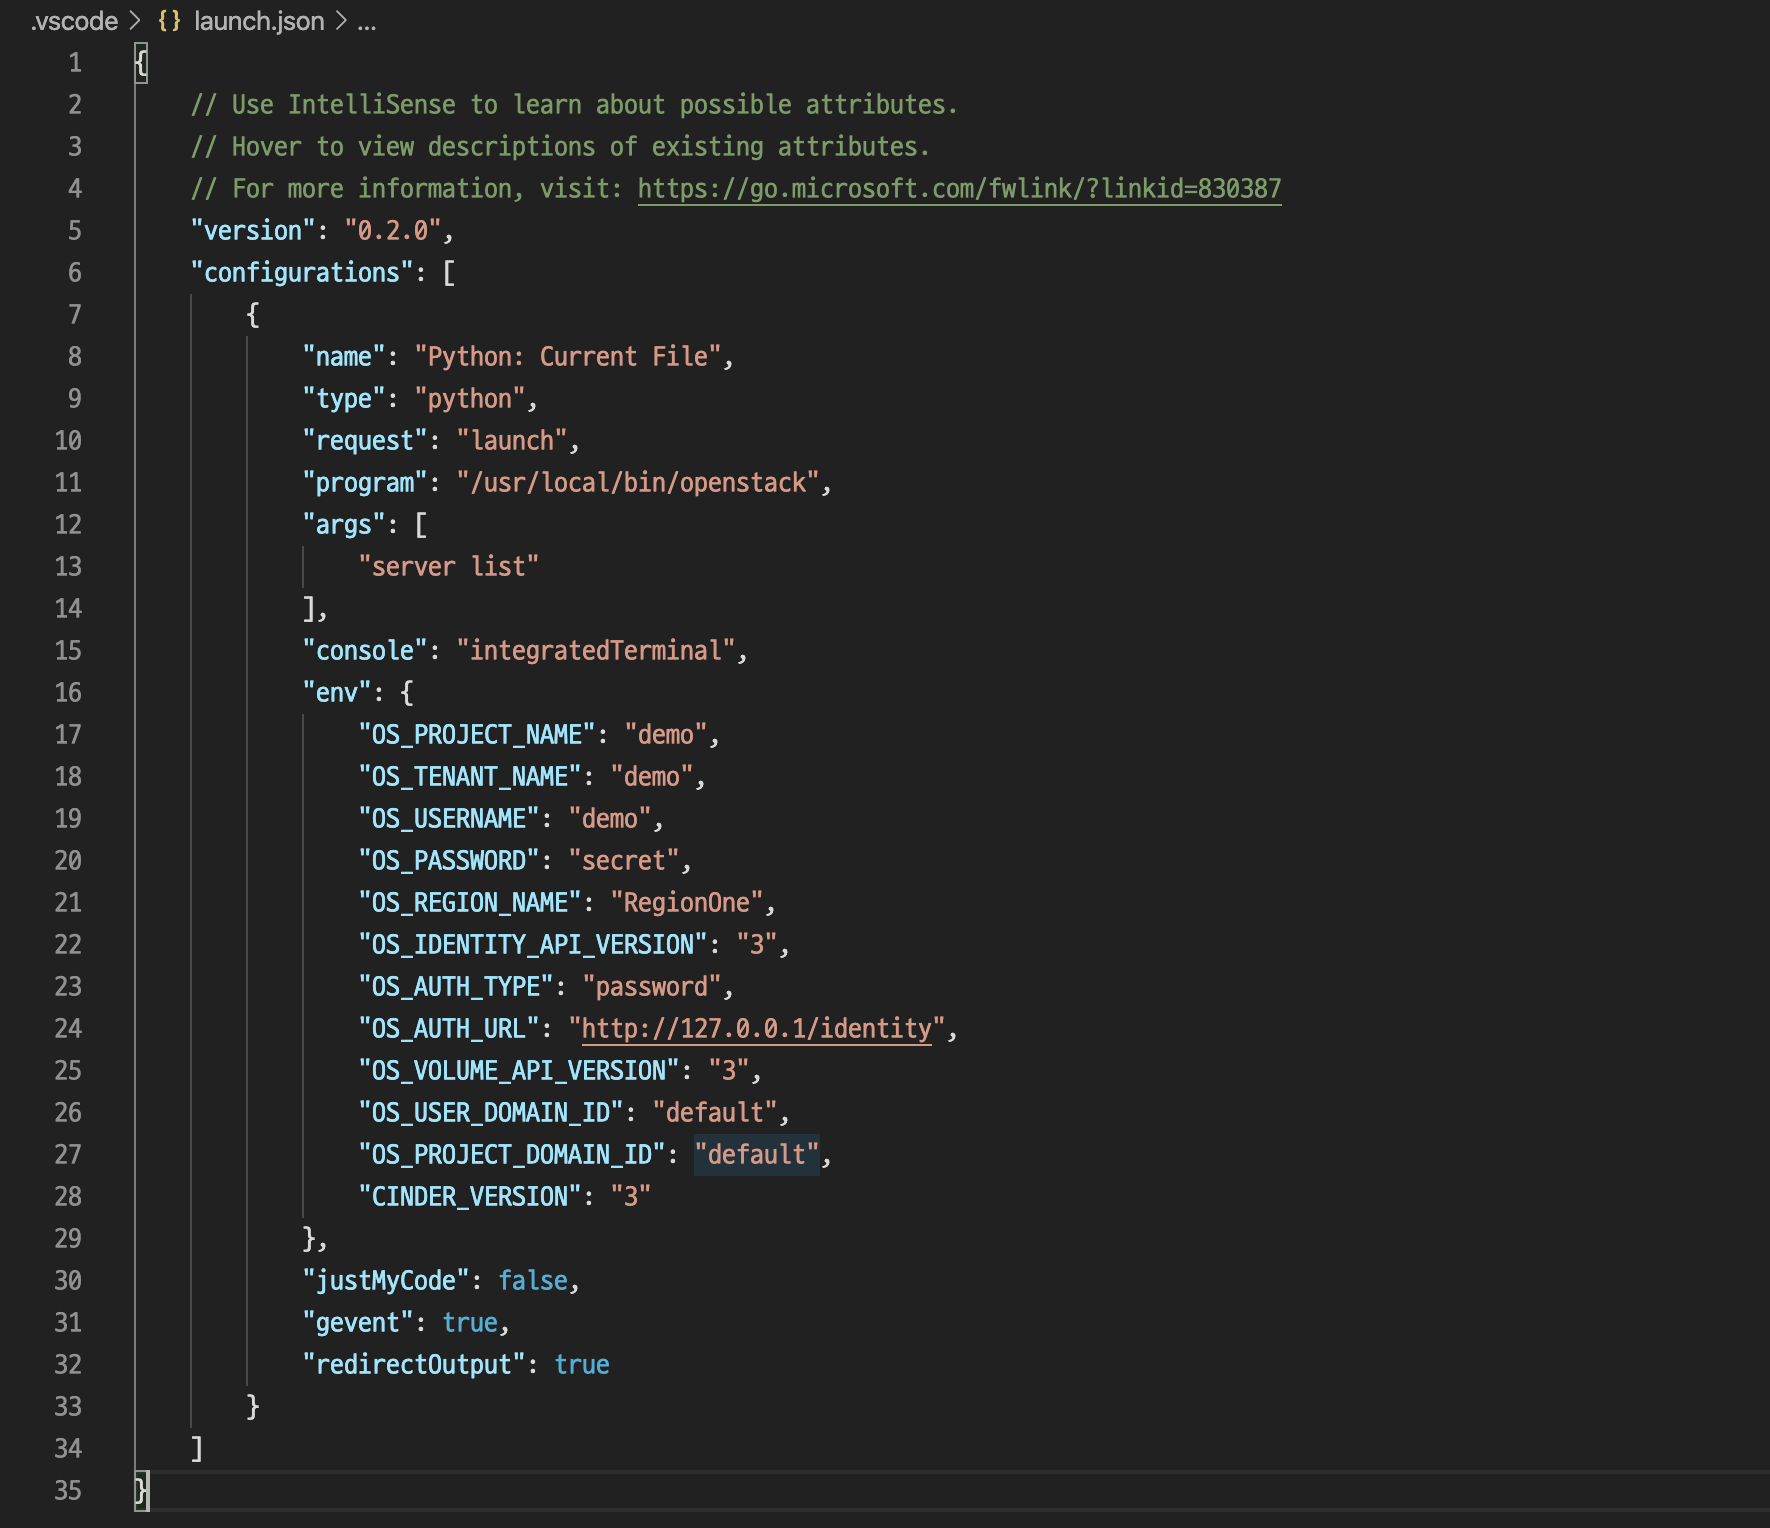 .vscode > {} launch.json > ...
1 {
2 // Use IntelliSense to learn about possible attributes.
3 // Hover to view descriptions of existing attributes.
4 // For more information, visit: https://go.microsoft.com/fwlink/?linkid=830387
5 "version": "0.2.0",
6 "configurations": [
7 {
8 "name": "Python: Current File",
9 "type": "python",
10 "request": "launch",
11 "program": "/usr/local/bin/openstack",
12 "args": [
13 "server list"
14 ],
15 "console": "integratedTerminal",
16 "env": {
17 "OS_PROJECT_NAME": "demo",
18 "OS_TENANT_NAME": "demo",
19 "OS_USERNAME": "demo",
20 "OS_PASSWORD": "secret",
21 "OS_REGION_NAME": "RegionOne",
22 "OS_IDENTITY_API_VERSION": "3",
23 "OS_AUTH_TYPE": "password",
24 "OS_AUTH_URL": "http://127.0.0.1/identity",
25 "OS_VOLUME_API_VERSION": "3",
26 "OS_USER_DOMAIN_ID": "default",
27 "OS_PROJECT_DOMAIN_ID": "default",
28 "CINDER_VERSION": "3"
29 },
30 "justMyCode": false,
31 "gevent": true,
32 "redirectOutput": true
33 }
34 ]
35 }